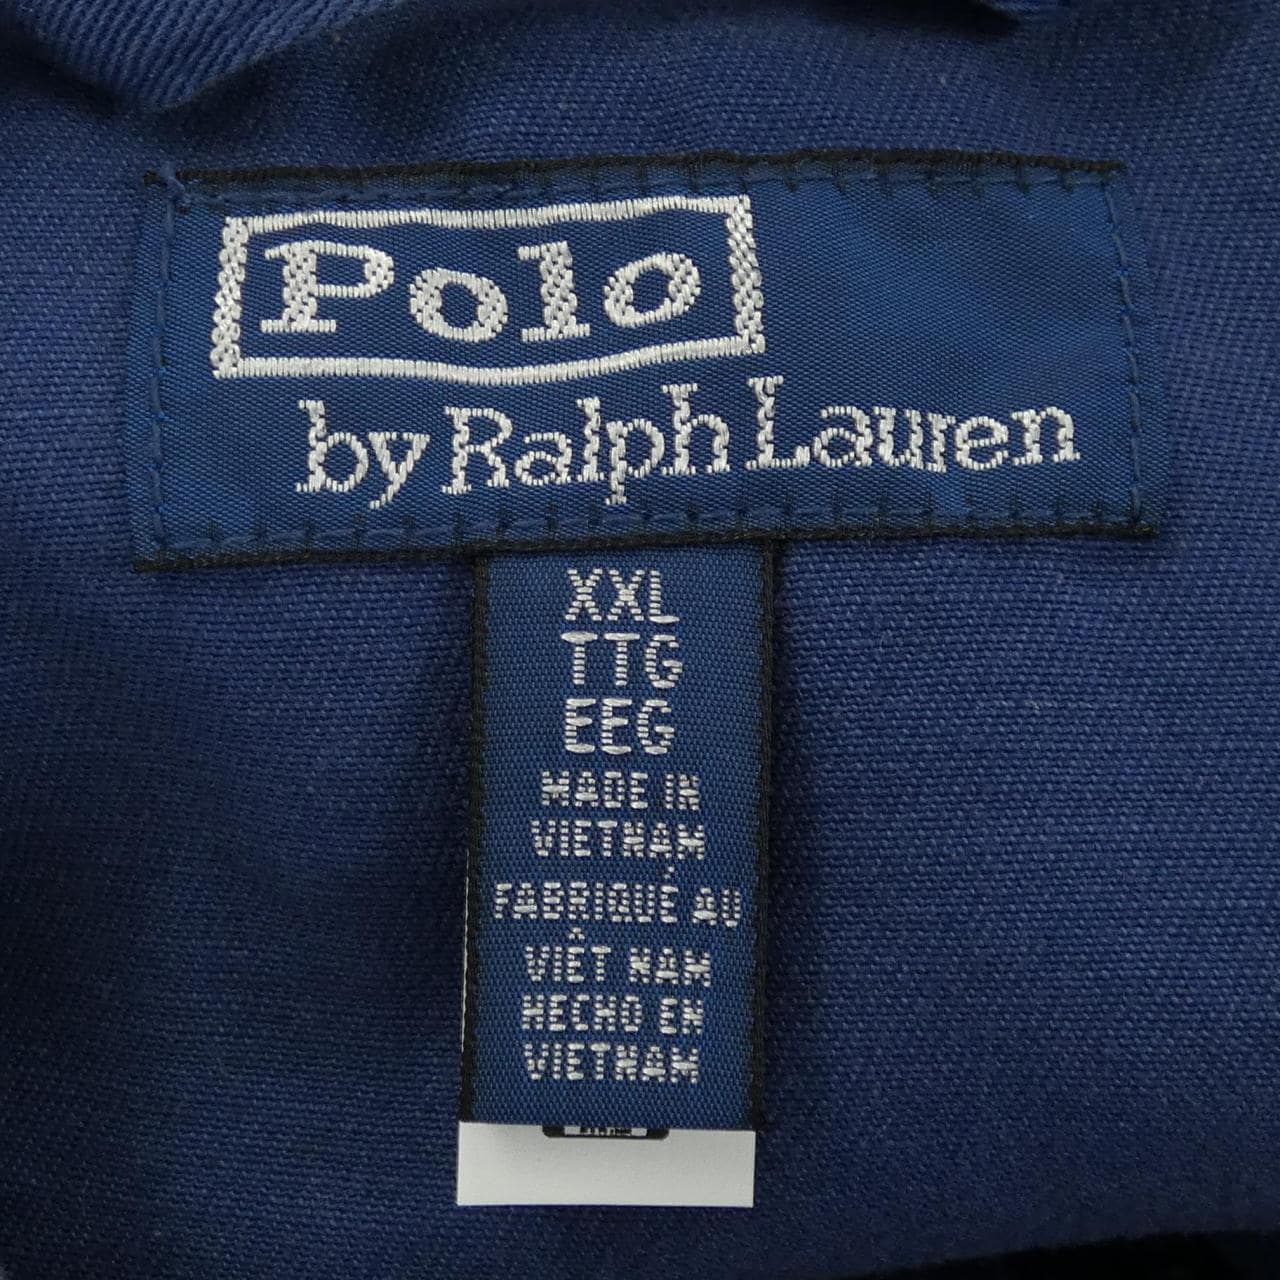 Polo
by Ralph Lauren
XXL
TTG
EEG
MADE IN
VIETNAM
FABRIQUÉ AU
VIÊT NAM
HECHO EN
VIETNAM